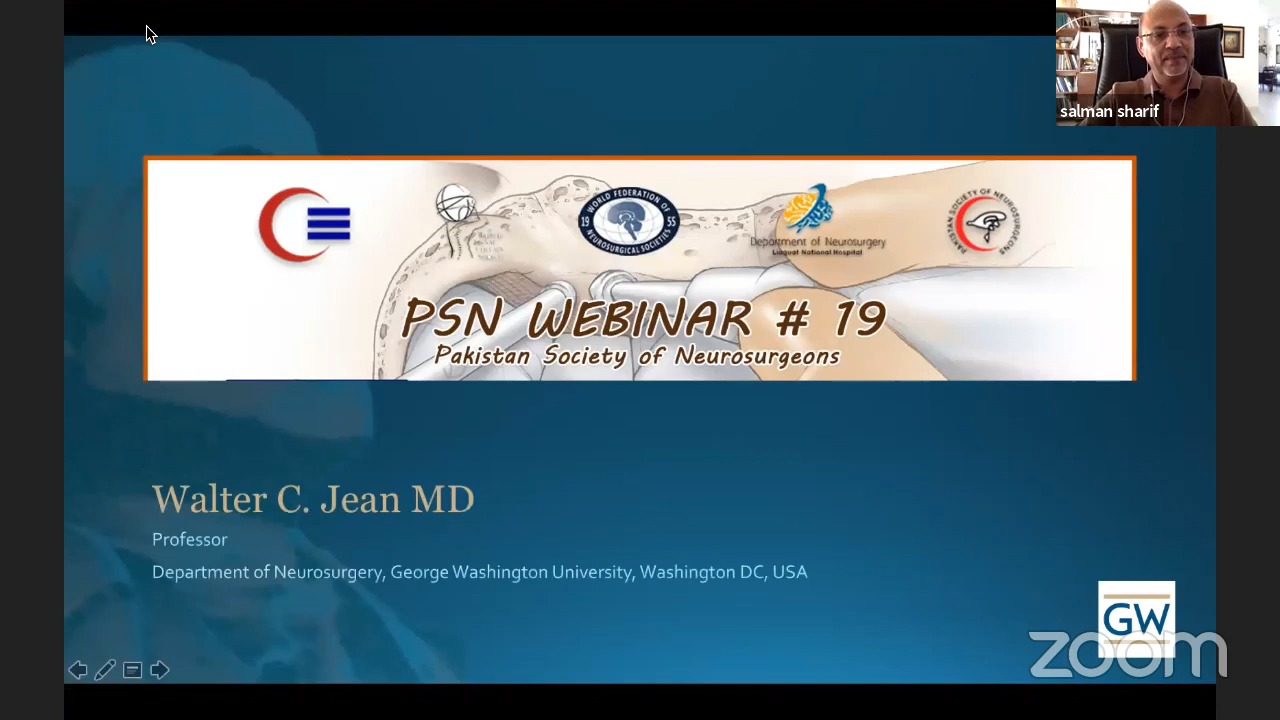 salman sharif
WORLD FEDERATION OF
19 55
NEUROSURGICAL SOCIETIES
Department of Neurosurgery
Liaquat National Hospital
PAKISTAN SOCIETY OF NEUROSURGEONS
PSN WEBINAR # 19
Pakistan Society of Neurosurgeons
Walter C. Jean MD
Professor
Department of Neurosurgery, George Washington University, Washington DC, USA
GW
zoom